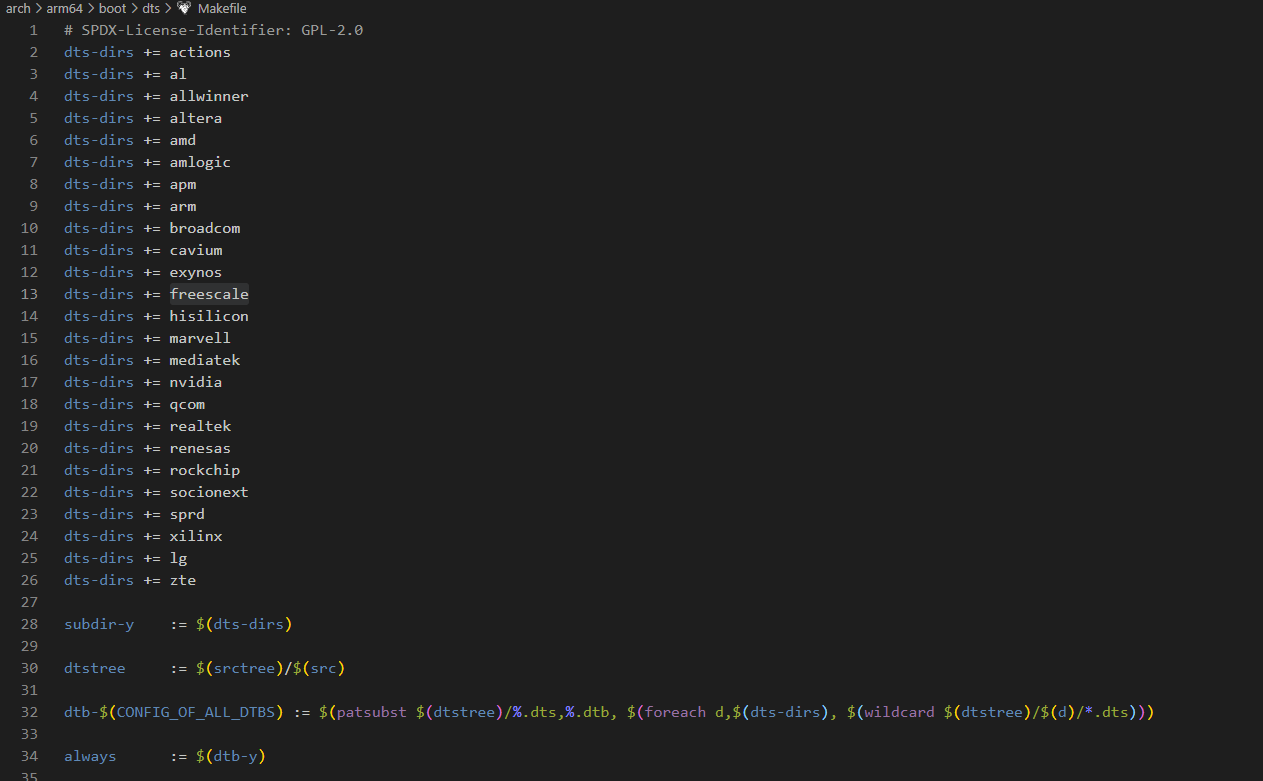 arch > arm64 > boot > dts > Makefile
1 # SPDX-License-Identifier: GPL-2.0
2 dts-dirs += actions
3 dts-dirs += al
4 dts-dirs += allwinner
5 dts-dirs += altera
6 dts-dirs += amd
7 dts-dirs += amlogic
8 dts-dirs += apm
9 dts-dirs += arm
10 dts-dirs += broadcom
11 dts-dirs += cavium
12 dts-dirs += exynos
13 dts-dirs += freescale
14 dts-dirs += hisilicon
15 dts-dirs += marvell
16 dts-dirs += mediatek
17 dts-dirs += nvidia
18 dts-dirs += qcom
19 dts-dirs += realtek
20 dts-dirs += renesas
21 dts-dirs += rockchip
22 dts-dirs += socionext
23 dts-dirs += sprd
24 dts-dirs += xilinx
25 dts-dirs += lg
26 dts-dirs += zte
27
28 subdir-y    := $(dts-dirs)
29
30 dtstree     := $(srctree)/$(src)
31
32 dtb-$(CONFIG_OF_ALL_DTBS) := $(patsubst $(dtstree)/%.dts,%.dtb, $(foreach d,$(dts-dirs), $(wildcard $(dtstree)/$(d)/*.dts)))
33
34 always      := $(dtb-y)
35